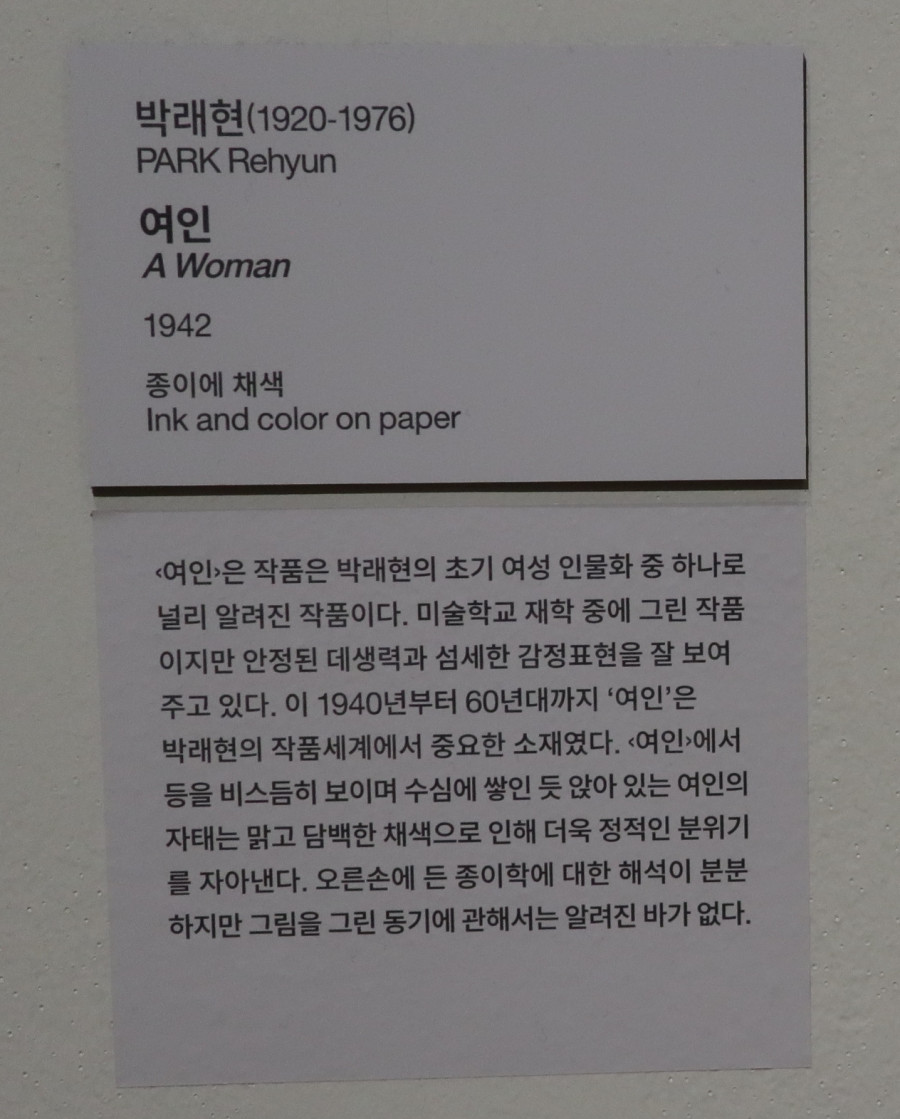 박래현(1920-1976)
PARK Rehyun
여인
A Woman
1942
종이에 채색
Ink and color on paper
‹여인›은 작품은 박래현의 초기 여성 인물화 중 하나로
널리 알려진 작품이다. 미술학교 재학 중에 그린 작품
이지만 안정된 데생력과 섬세한 감정표현을 잘 보여
주고 있다. 이 1940년부터 60년대까지 ‘여인’은
박래현의 작품세계에서 중요한 소재였다. ‹여인›에서
등을 비스듬히 보이며 수심에 쌓인 듯 앉아 있는 여인의
자태는 맑고 담백한 채색으로 인해 더욱 정적인 분위기
를 자아낸다. 오른손에 든 종이학에 대한 해석이 분분
하지만 그림을 그린 동기에 관해서는 알려진 바가 없다.